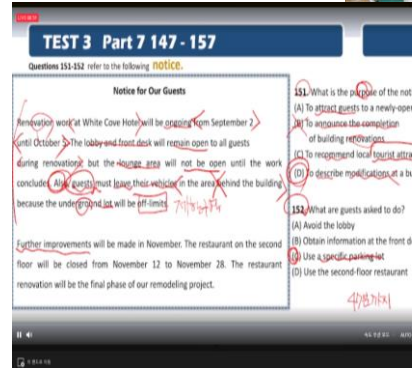 TEST 3 Part 7 147 - 157
Questions 151-152 refer to the following notice.
Notice for Our Guests
Renovation work at White Cove Hotel will be ongoing from September 2
until October 5. The lobby and front desk will remain open to all guests
during renovations, but the lounge area will not be open until the work
concludes. Also, guests must leave their vehicles in the area behind the building
because the underground lot will be off-limits.
Further improvements will be made in November. The restaurant on the second
floor will be closed from November 12 to November 28. The restaurant
renovation will be the final phase of our remodeling project.
151. What is the purpose of the not
(A) To attract guests to a newly-open
(B) To announce the completion
of building renovations
(C) To recommend local tourist attra
(D) To describe modifications at a bu
152. What are guests asked to do?
(A) Avoid the lobby
(B) Obtain information at the front d
(C) Use a specific parking lot
(D) Use the second-floor restaurant